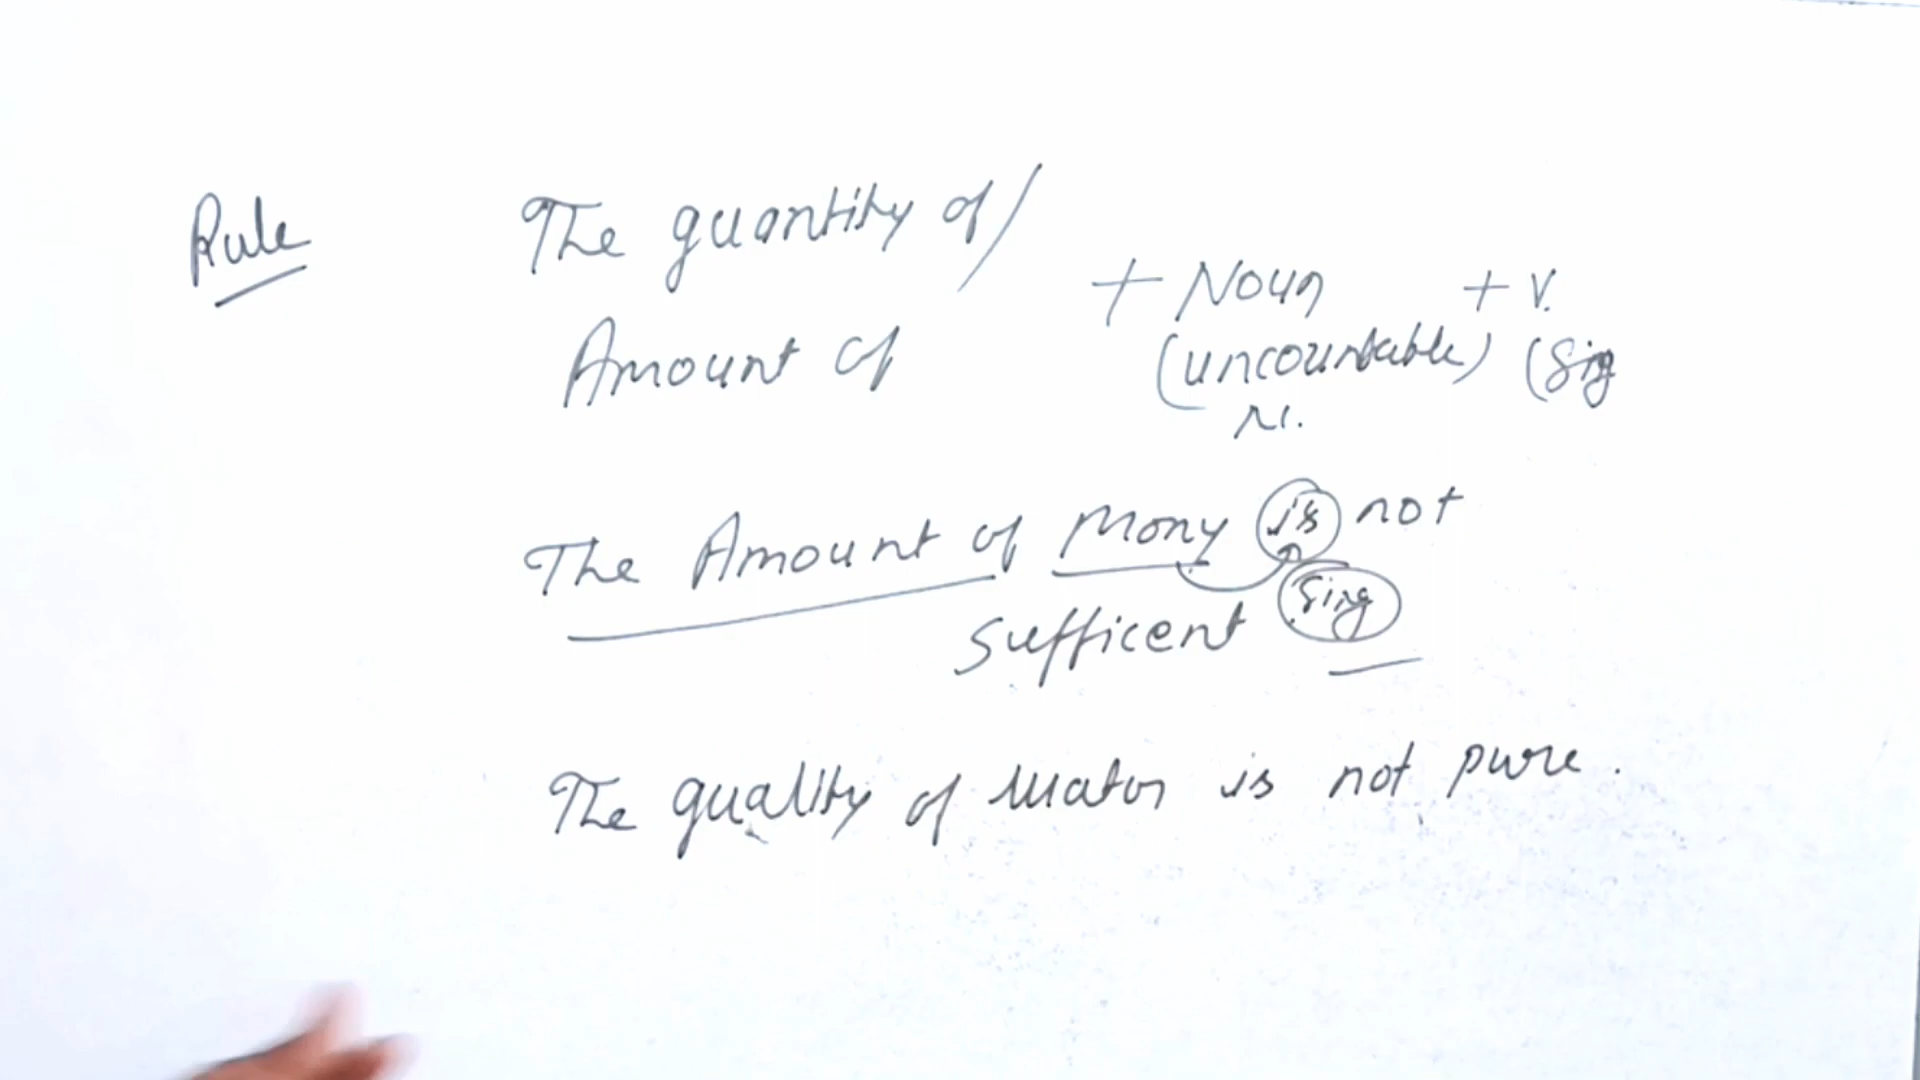 Rule The quantity of/
Amount of + Noun + V.
(uncountable) (Sing
N.
The Amount of Mony is not
Sufficent Sing
The quality of water is not pure.